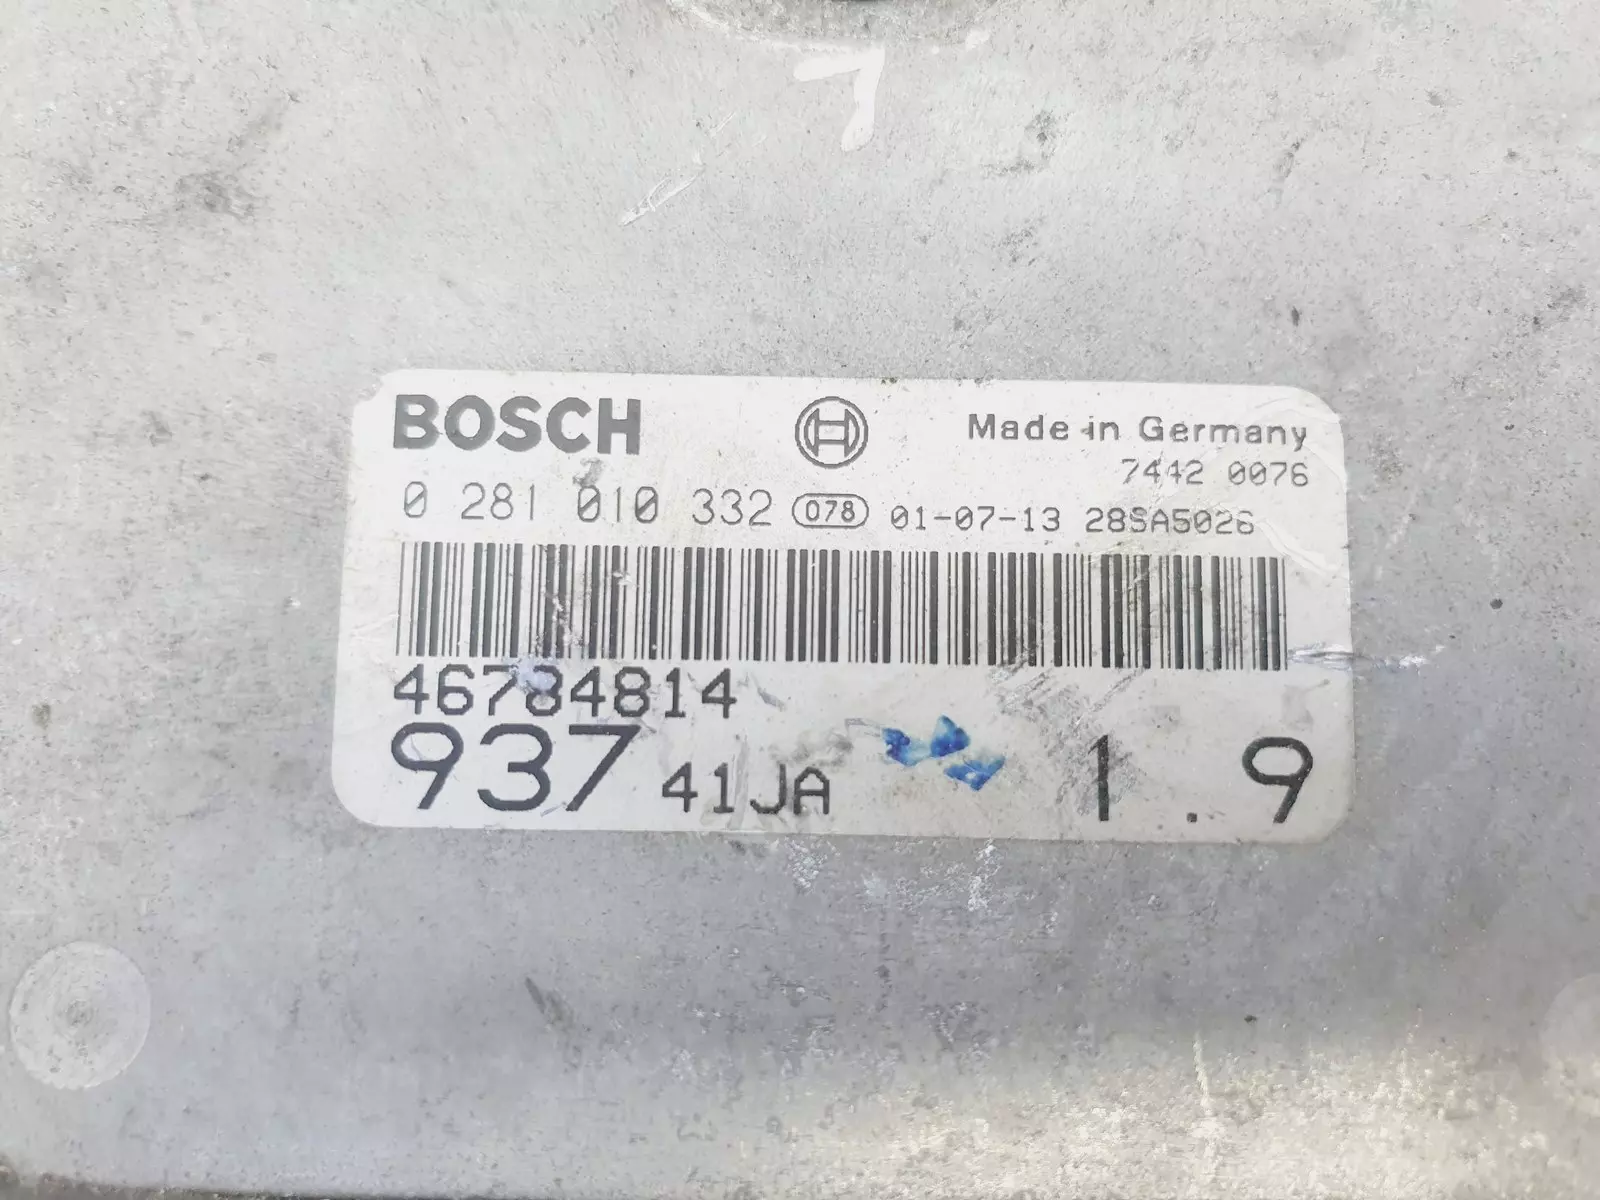 BOSCH
Made in Germany
7442 0076
0 281 010 332 078 01-07-13 28SA5026
46784814
937 41JA 1.9